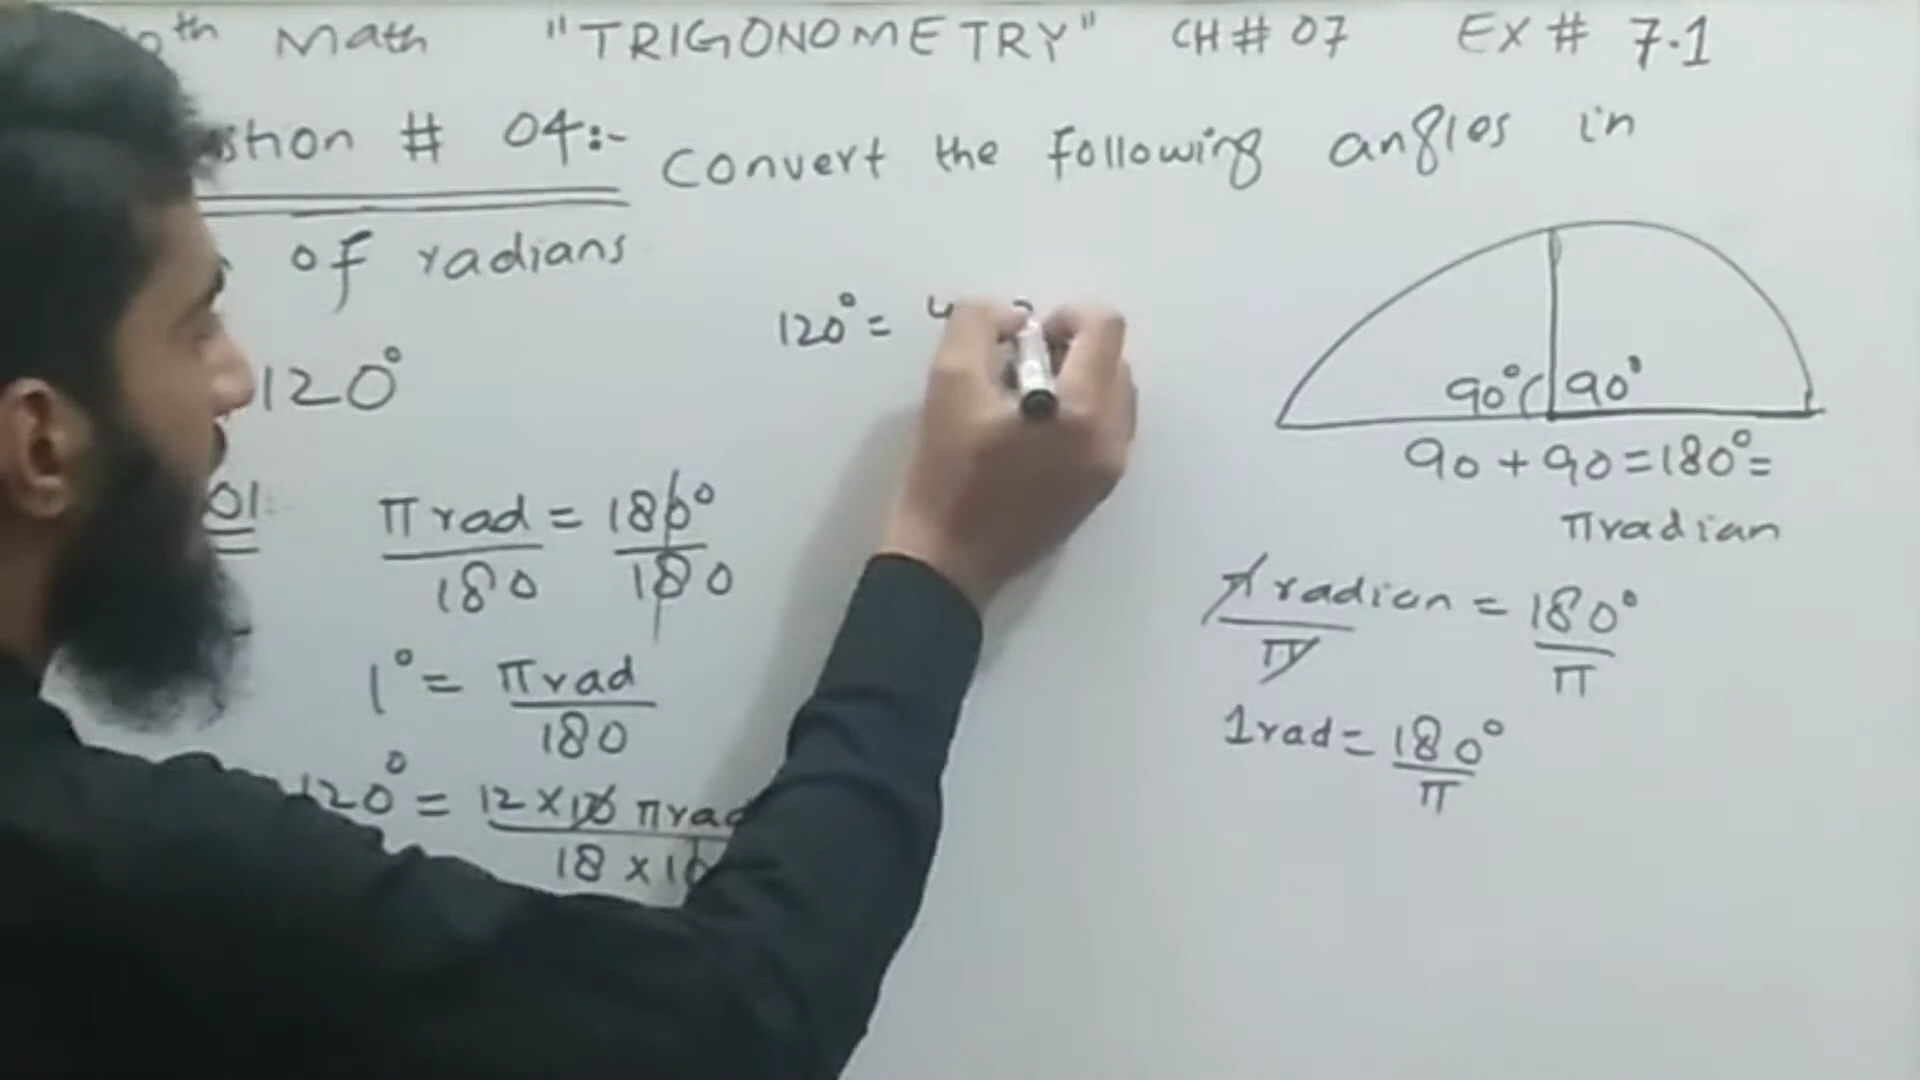 Math "TRIGONOMETRY" CH # 07 EX # 7.1
# 04:- Convert the following angles in
of radians
120°
120° =
90° 90°
90 + 90 = 180° =
π radian
01:
π rad = 180°
180 180
π radian = 180°
π π
1° = π rad
180
1 rad = 180°
π
120° = 12 × 10 π rad
18 × 10